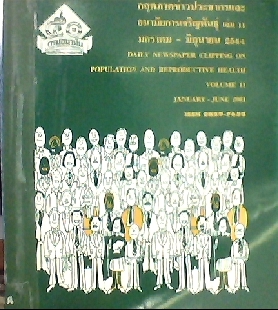 กฤตภาคข่าวประชากรและ
อนามัยการเจริญพันธุ์ เล่ม 11
มกราคม - มิถุนายน 2544
DAILY NEWSPAPER CLIPPING ON
POPULATION AND REPRODUCTIVE HEALTH
VOLUME 11
JANUARY - JUNE 2001
ISSN